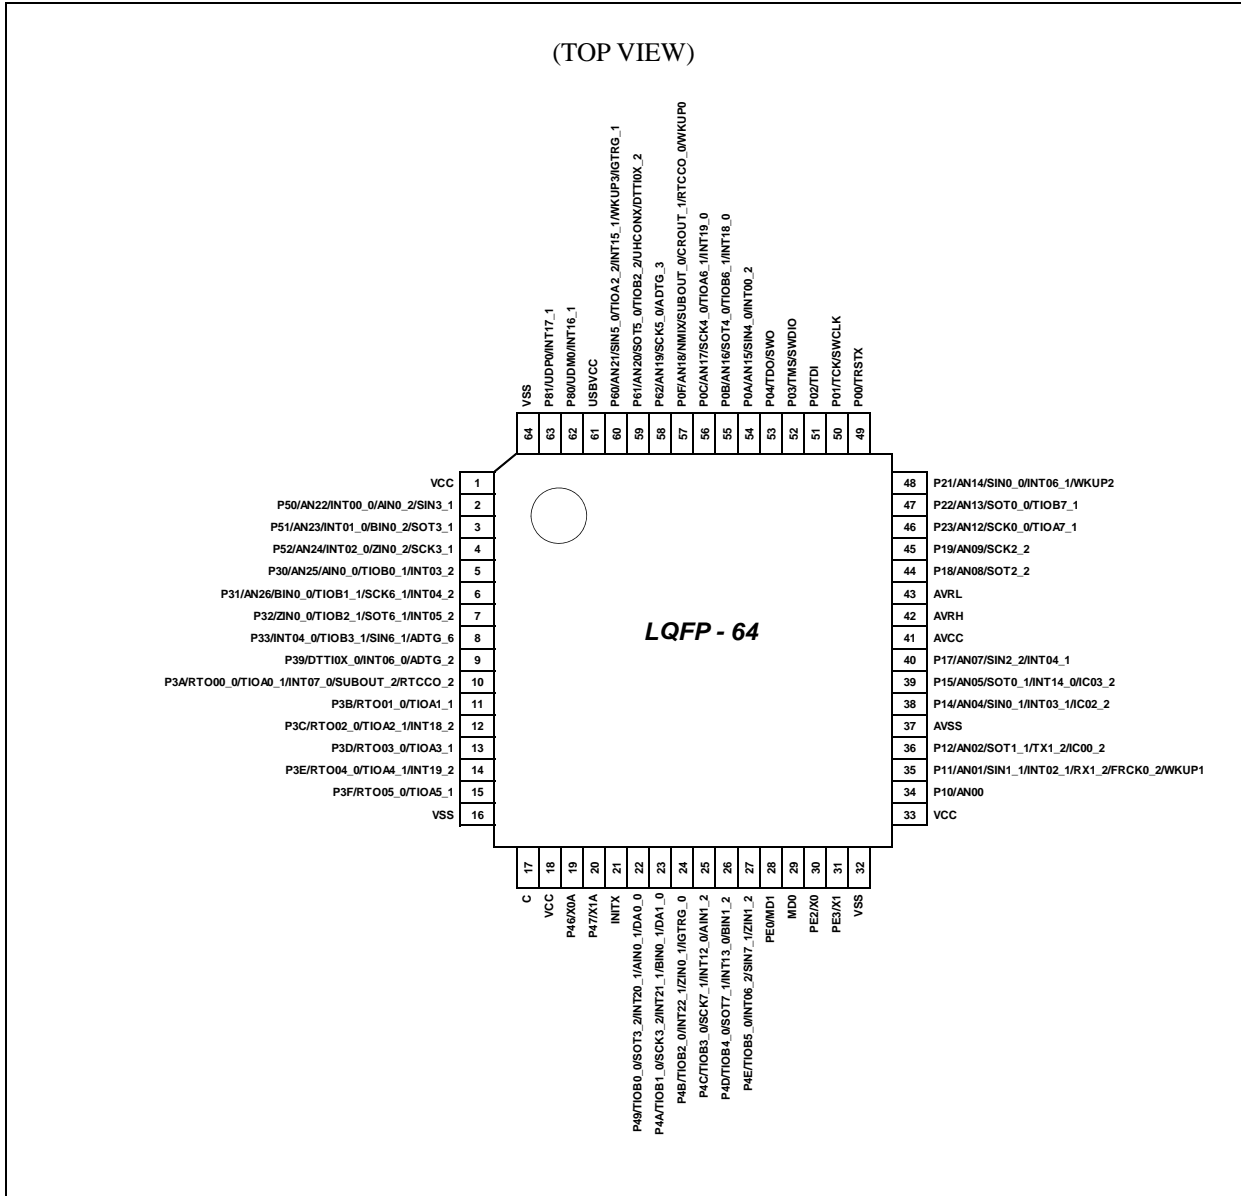 (TOP VIEW)
VSS
P81/UDP0/INT17_1
P80/UDM0/INT16_1
USBVCC
P60/AN21/SIN5_0/TIOA2_2/INT15_1/WKUP3/IGTRG_1
P61/AN20/SOT5_0/TIOB2_2/UHCONX/DTTI0X_2
P62/AN19/SCK5_0/ADTG_3
P0F/AN18/NMIX/SUBOUT_0/CROUT_1/RTCCO_0/WKUP0
P0C/AN17/SCK4_0/TIOA6_1/INT19_0
P0B/AN16/SOT4_0/TIOB6_1/INT18_0
P0A/AN15/SIN4_0/INT00_2
P04/TDO/SWO
P03/TMS/SWDIO
P02/TDI
P01/TCK/SWCLK
P00/TRSTX
64 63 62 61 60 59 58 57 56 55 54 53 52 51 50 49
VCC 1
P50/AN22/INT00_0/AIN0_2/SIN3_1 2
P51/AN23/INT01_0/BIN0_2/SOT3_1 3
P52/AN24/INT02_0/ZIN0_2/SCK3_1 4
P30/AN25/AIN0_0/TIOB0_1/INT03_2 5
P31/AN26/BIN0_0/TIOB1_1/SCK6_1/INT04_2 6
P32/ZIN0_0/TIOB2_1/SOT6_1/INT05_2 7
P33/INT04_0/TIOB3_1/SIN6_1/ADTG_6 8
P39/DTTI0X_0/INT06_0/ADTG_2 9
P3A/RTO00_0/TIOA0_1/INT07_0/SUBOUT_2/RTCCO_2 10
P3B/RTO01_0/TIOA1_1 11
P3C/RTO02_0/TIOA2_1/INT18_2 12
P3D/RTO03_0/TIOA3_1 13
P3E/RTO04_0/TIOA4_1/INT19_2 14
P3F/RTO05_0/TIOA5_1 15
VSS 16
LQFP - 64
48 P21/AN14/SIN0_0/INT06_1/WKUP2
47 P22/AN13/SOT0_0/TIOB7_1
46 P23/AN12/SCK0_0/TIOA7_1
45 P19/AN09/SCK2_2
44 P18/AN08/SOT2_2
43 AVRL
42 AVRH
41 AVCC
40 P17/AN07/SIN2_2/INT04_1
39 P15/AN05/SOT0_1/INT14_0/IC03_2
38 P14/AN04/SIN0_1/INT03_1/IC02_2
37 AVSS
36 P12/AN02/SOT1_1/TX1_2/IC00_2
35 P11/AN01/SIN1_1/INT02_1/RX1_2/FRCK0_2/WKUP1
34 P10/AN00
33 VCC
17 18 19 20 21 22 23 24 25 26 27 28 29 30 31 32
C
VCC
P46/X0A
P47/X1A
INITX
P49/TIOB0_0/SOT3_2/INT20_1/AIN0_1/DA0_0
P4A/TIOB1_0/SCK3_2/INT21_1/BIN0_1/DA1_0
P4B/TIOB2_0/INT22_1/ZIN0_1/IGTRG_0
P4C/TIOB3_0/SCK7_1/INT12_0/AIN1_2
P4D/TIOB4_0/SOT7_1/INT13_0/BIN1_2
P4E/TIOB5_0/INT06_2/SIN7_1/ZIN1_2
PE0/MD1
MD0
PE2/X0
PE3/X1
VSS